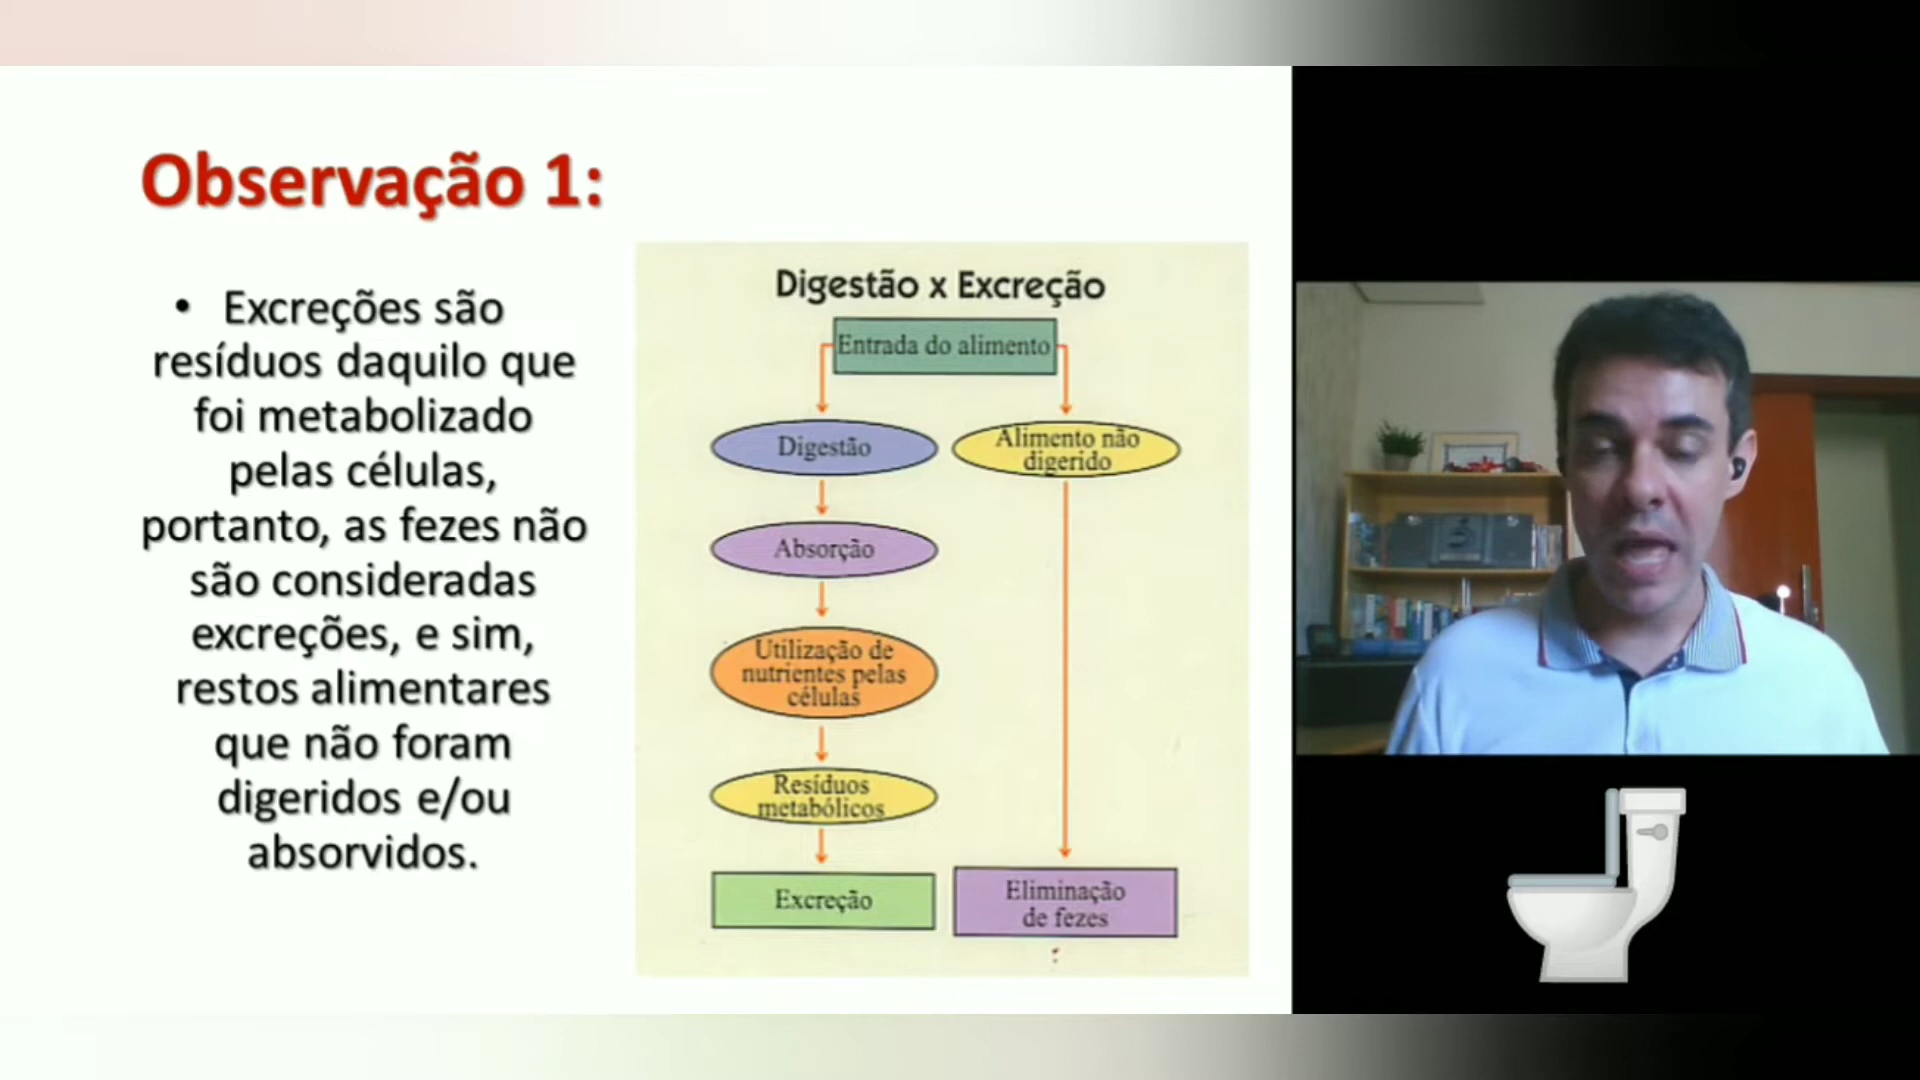 Observação 1:
• Excreções são
resíduos daquilo que
foi metabolizado
pelas células,
portanto, as fezes não
são consideradas
excreções, e sim,
restos alimentares
que não foram
digeridos e/ou
absorvidos.
Digestão x Excreção
Entrada do alimento
Digestão
Alimento não
digerido
Absorção
Utilização de
nutrientes pelas
células
Resíduos
metabólicos
Excreção
Eliminação
de fezes